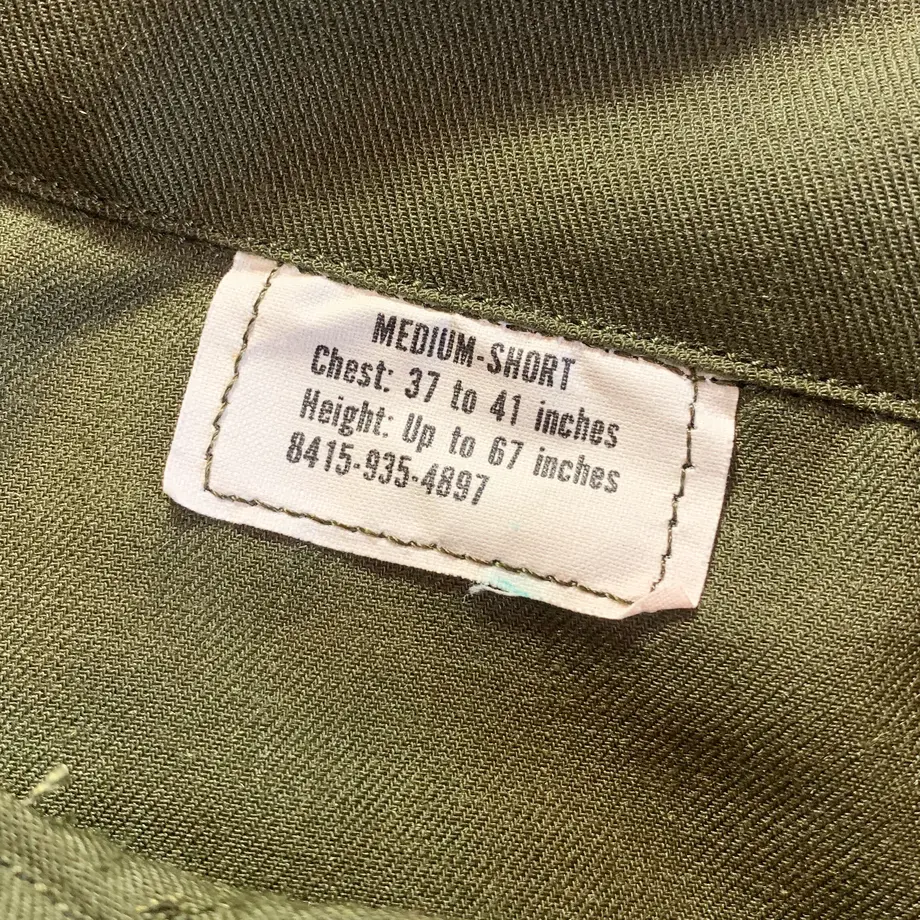 MEDIUM-SHORT
Chest: 37 to 41 inches
Height: Up to 67 inches
8415-935-4897